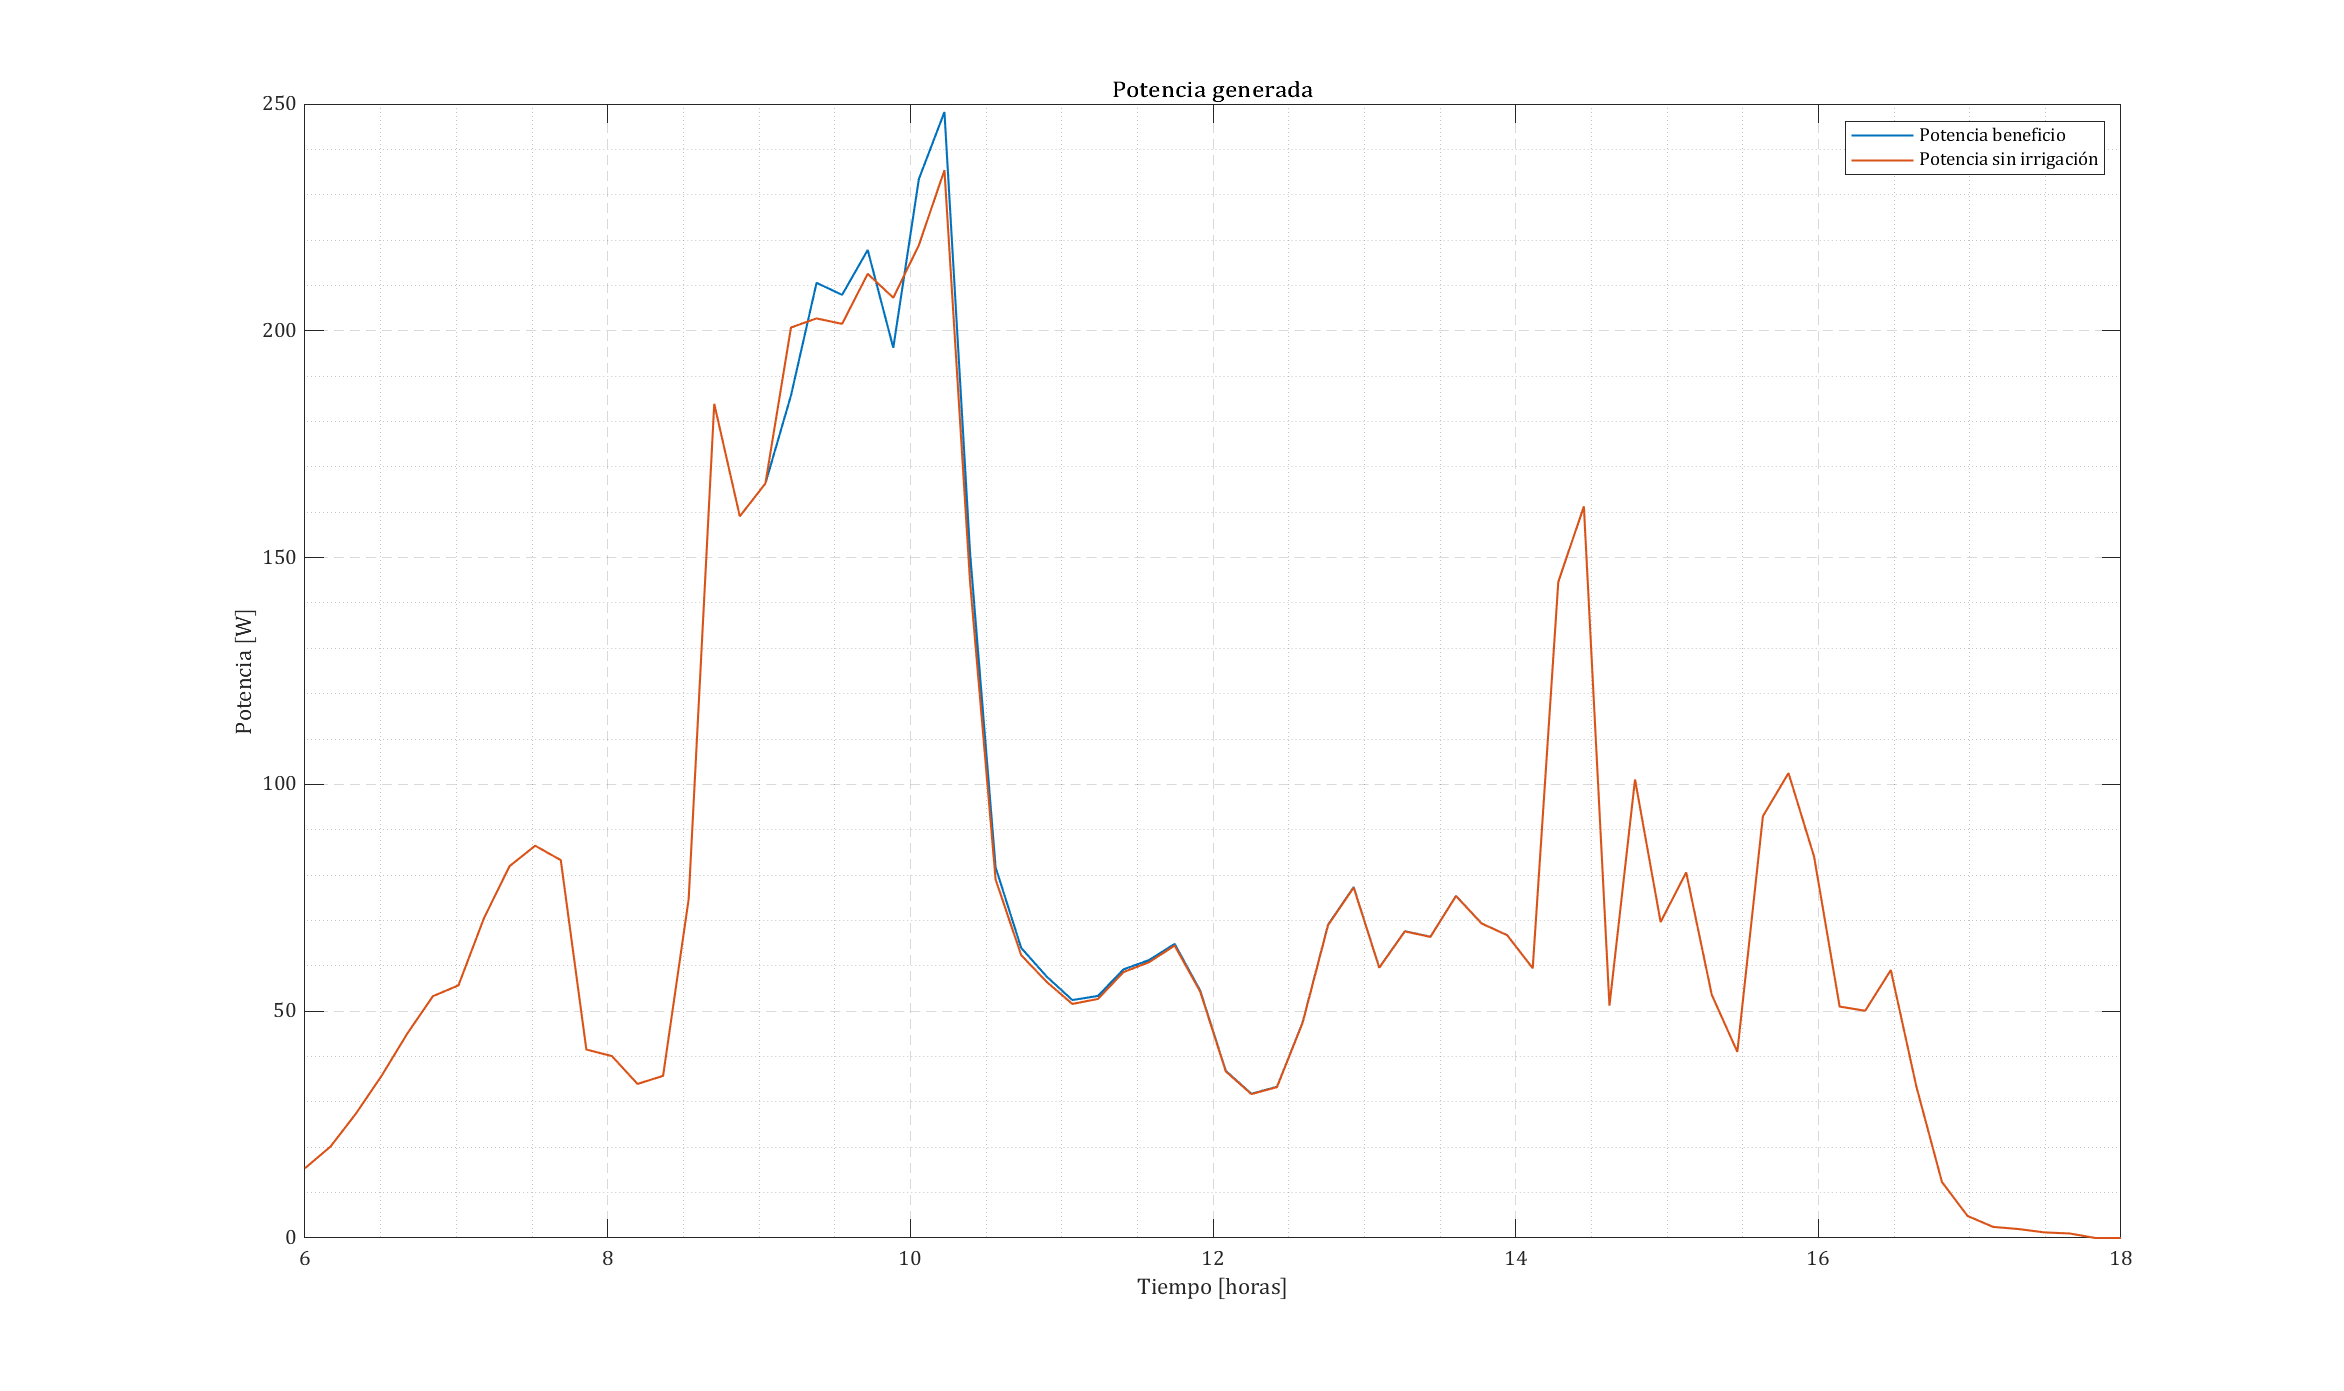 Potencia generada
250
200
150
100
50
0
Potencia [W]
Potencia beneficio
Potencia sin irrigación
6 8 10 12 14 16 18
Tiempo [horas]